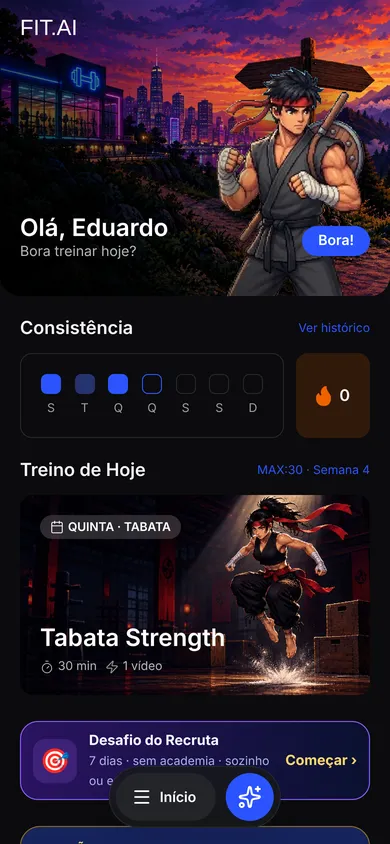 FIT.AI
Olá, Eduardo
Bora treinar hoje?
Bora!
Consistência
Ver histórico
S T Q Q S S D
0
Treino de Hoje
MAX:30 · Semana 4
QUINTA · TABATA
Tabata Strength
30 min 1 vídeo
Desafio do Recruta
7 dias · sem academia · sozinho
ou e
Começar ›
Início